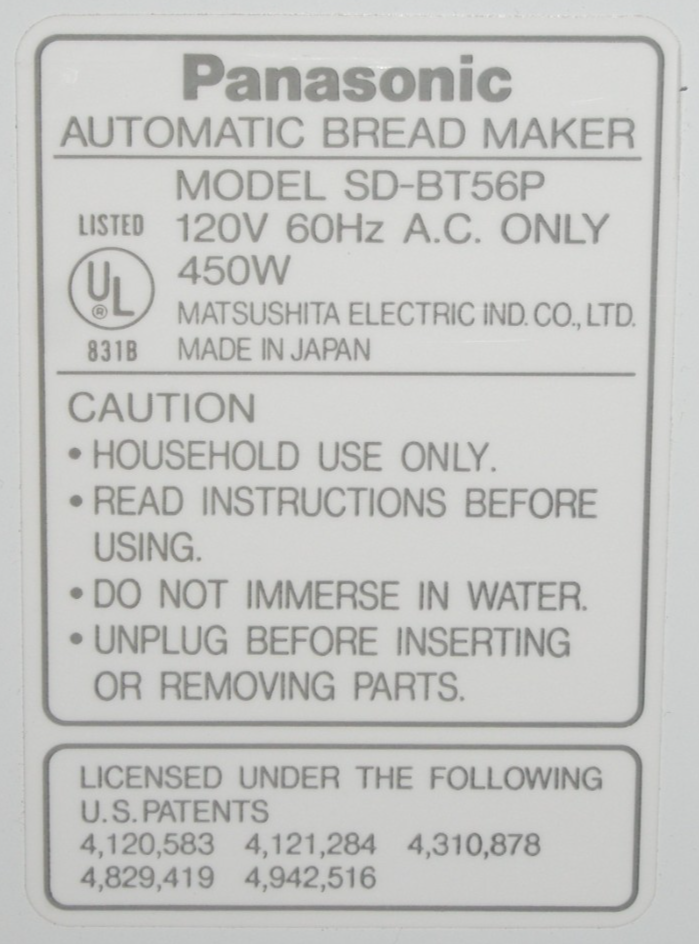 Panasonic
AUTOMATIC BREAD MAKER
MODEL SD-BT56P
LISTED
120V 60Hz A.C. ONLY
UL
®
450W
MATSUSHITA ELECTRIC IND. CO., LTD.
831B
MADE IN JAPAN
CAUTION
• HOUSEHOLD USE ONLY.
• READ INSTRUCTIONS BEFORE
USING.
• DO NOT IMMERSE IN WATER.
• UNPLUG BEFORE INSERTING
OR REMOVING PARTS.
LICENSED UNDER THE FOLLOWING
U.S.PATENTS
4,120,583 4,121,284 4,310,878
4,829,419 4,942,516